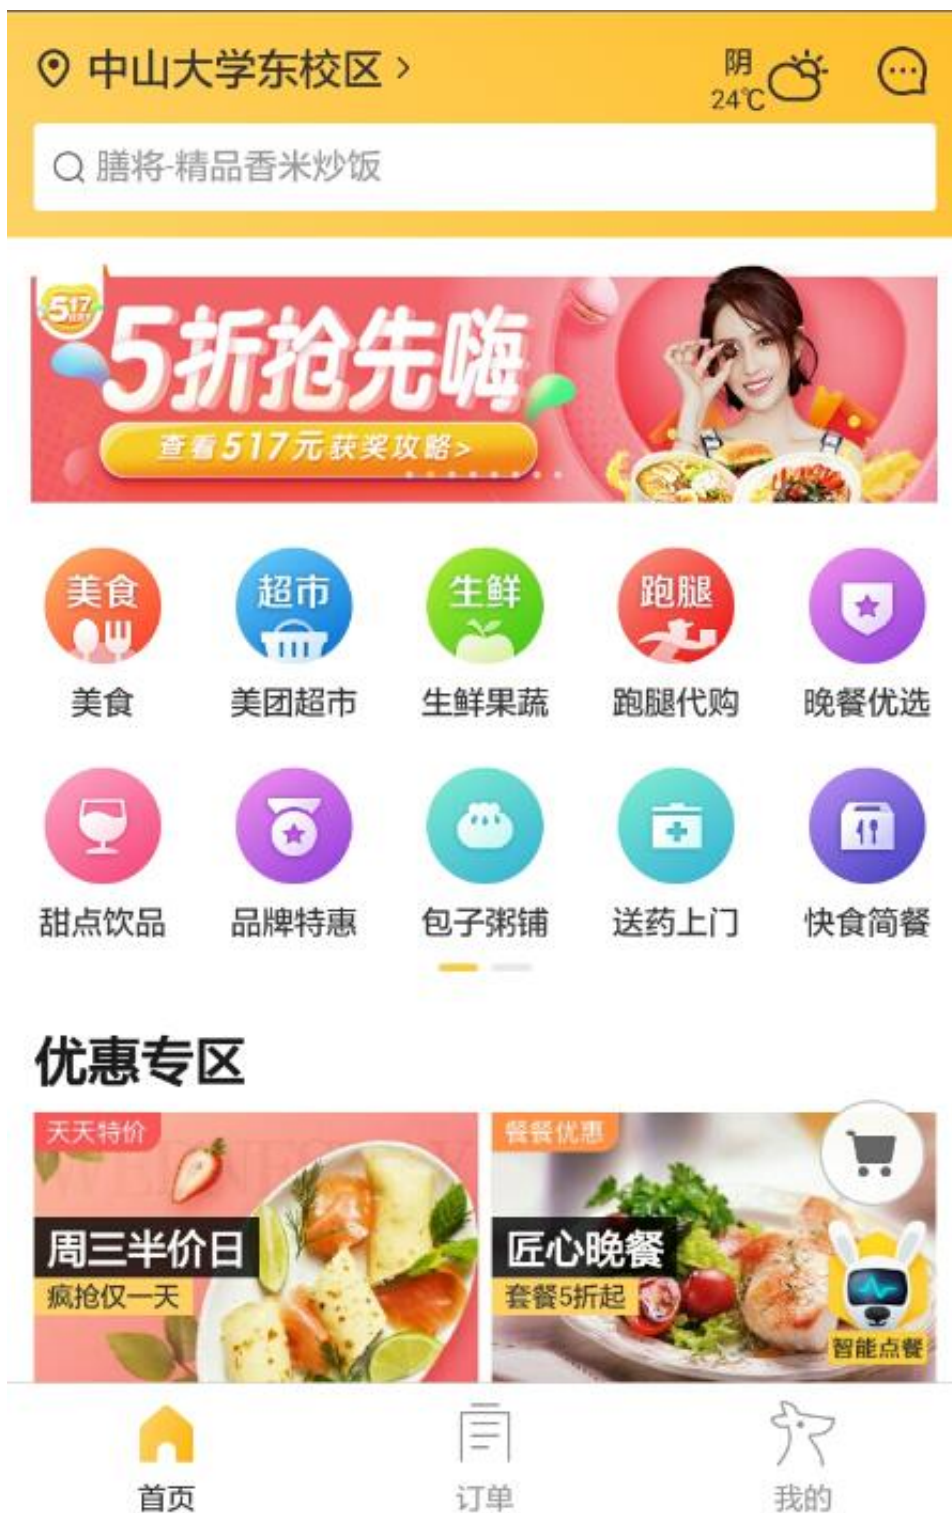 中山大学东校区
阴
24℃
膳将-精品香米炒饭
517
5折抢先嗨
查看517元获奖攻略>
美食 超市 生鲜 跑腿
美食 美团超市 生鲜果蔬 跑腿代购 晚餐优选
甜点饮品 品牌特惠 包子粥铺 送药上门 快食简餐
优惠专区
天天特价
周三半价日
疯抢仅一天
餐餐优惠
匠心晚餐
套餐5折起
智能点餐
首页 订单 我的